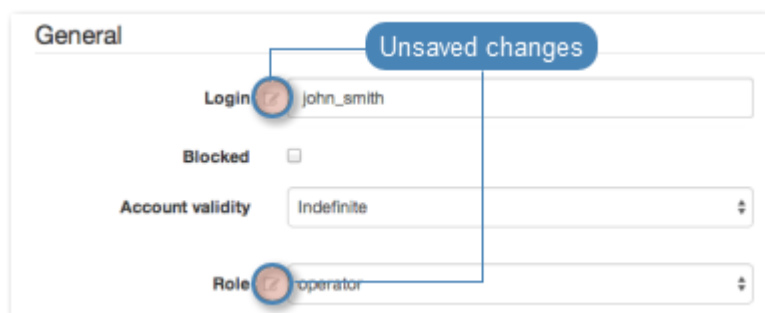 General
Unsaved changes
Login john_smith
Blocked
Account validity Indefinite
Role operator